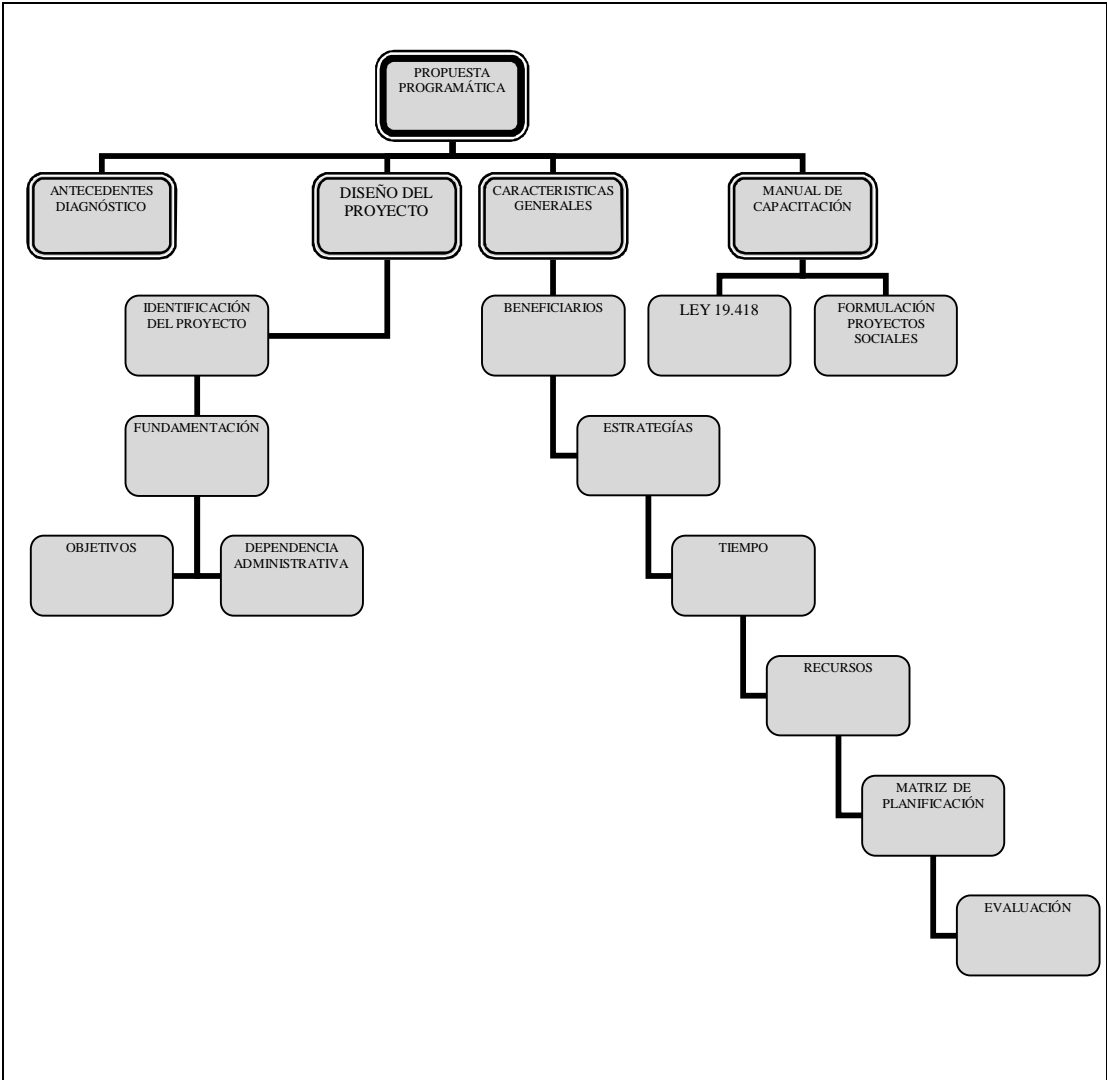 PROPUESTA
PROGRAMÁTICA
ANTECEDENTES
DIAGNÓSTICO
DISEÑO DEL
PROYECTO
CARACTERISTICAS
GENERALES
MANUAL DE
CAPACITACIÓN
IDENTIFICACIÓN
DEL PROYECTO
BENEFICIARIOS
LEY 19.418
FORMULACIÓN
PROYECTOS
SOCIALES
FUNDAMENTACIÓN
ESTRATEGÍAS
OBJETIVOS
DEPENDENCIA
ADMINISTRATIVA
TIEMPO
RECURSOS
MATRIZ DE
PLANIFICACIÓN
EVALUACIÓN